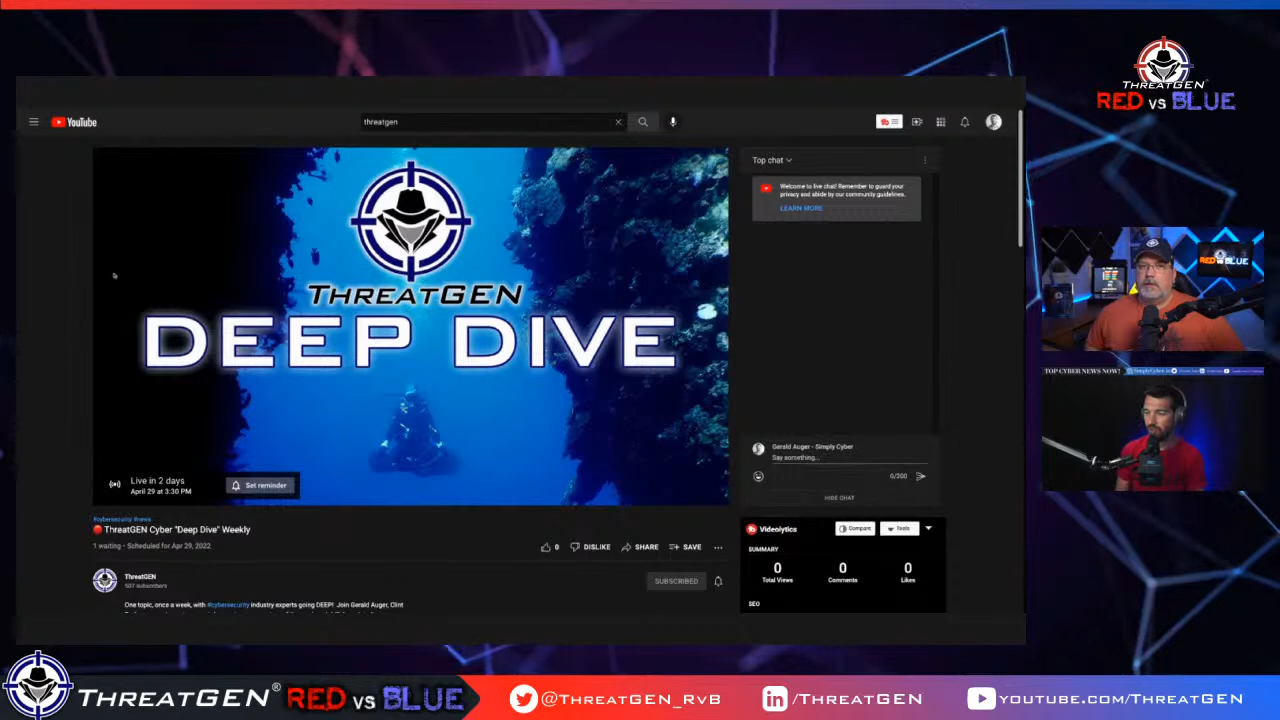 THREATGEN®
RED vs BLUE
YouTube
threatgen
THREATGEN
DEEP DIVE
Live in 2 days
April 29 at 3:30 PM
Set reminder
Top chat
Welcome to live chat! Remember to guard your
privacy and abide by our community guidelines.
LEARN MORE
Gerald Auger - Simply Cyber
Say something...
0/200
HIDE CHAT
#cybersecurity #news
ThreatGEN Cyber "Deep Dive" Weekly
1 waiting • Scheduled for Apr 29, 2022
0
DISLIKE
SHARE
SAVE
ThreatGEN
507 subscribers
SUBSCRIBED
One topic, once a week, with #cybersecurity industry experts going DEEP! Join Gerald Auger, Clint
Videolytics
Compare
Tools
SUMMARY
0 0 0
Total Views Comments Likes
SEO
RED vs BLUE
TOP CYBER NEWS NOW!
THREATGEN® RED vs BLUE
@THREATGEN_RVB
/THREATGEN
YOUTUBE.COM/THREATGEN